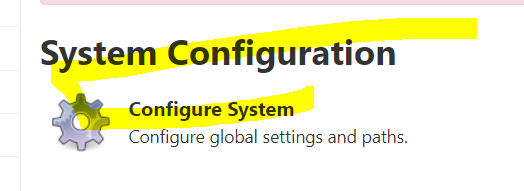 System Configuration
Configure System
Configure global settings and paths.